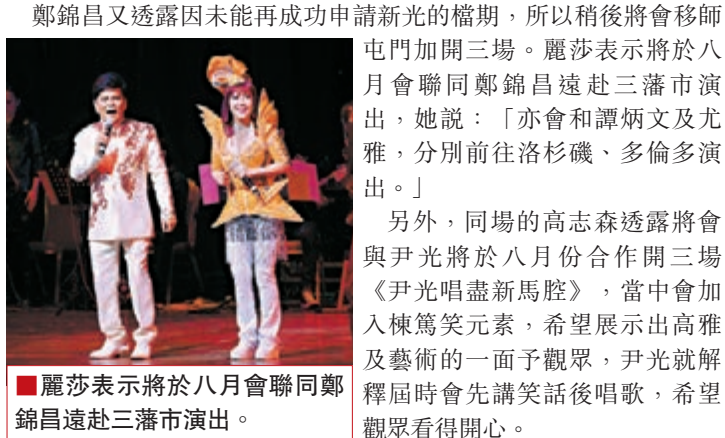 鄭錦昌又透露因未能再成功申請新光的檔期，所以稍後將會移師
屯門加開三場。麗莎表示將於八
月會聯同鄭錦昌遠赴三藩市演
出，她說：「亦會和譚炳文及尤
雅，分別前往洛杉磯、多倫多演
出。」
另外，同場的高志森透露將會
與尹光將於八月份合作開三場
《尹光唱盡新馬腔》，當中會加
入棟篤笑元素，希望展示出高雅
及藝術的一面予觀眾，尹光就解
釋屆時會先講笑話後唱歌，希望
觀眾看得開心。
■麗莎表示將於八月會聯同鄭
錦昌遠赴三藩市演出。